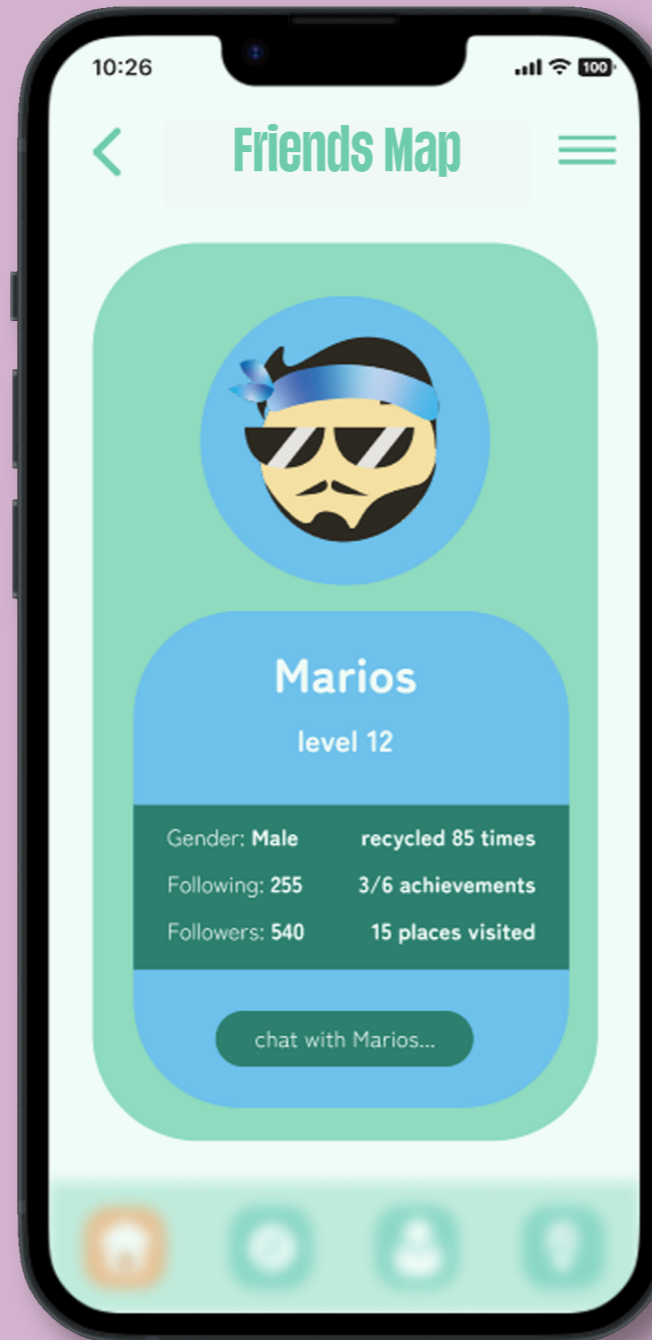 10:26
100
Friends Map
Marios
level 12
Gender: Male
recycled 85 times
Following: 255
3/6 achievements
Followers: 540
15 places visited
chat with Marios...